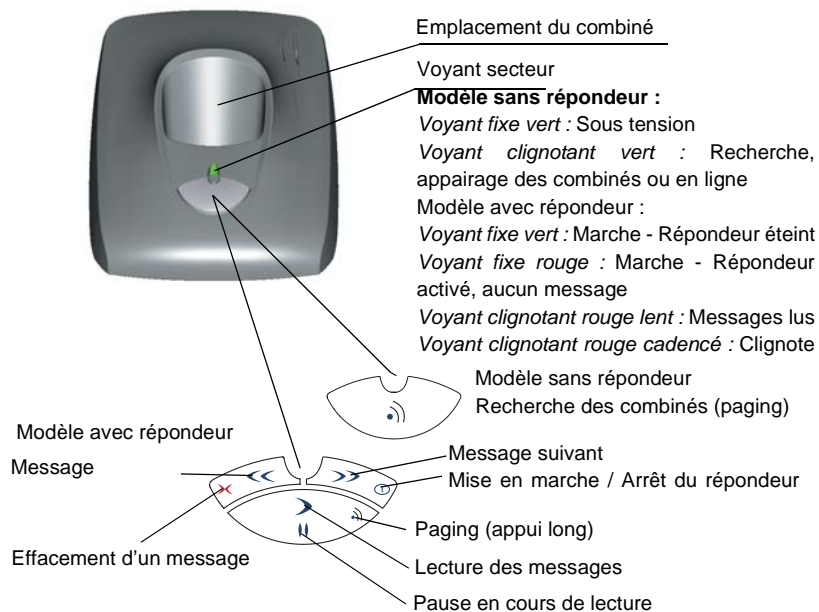 Emplacement du combiné
Voyant secteur
Modèle sans répondeur :
Voyant fixe vert : Sous tension
Voyant clignotant vert : Recherche,
appairage des combinés ou en ligne
Modèle avec répondeur :
Voyant fixe vert : Marche - Répondeur éteint
Voyant fixe rouge : Marche - Répondeur
activé, aucun message
Voyant clignotant rouge lent : Messages lus
Voyant clignotant rouge cadencé : Clignote
Modèle sans répondeur
Recherche des combinés (paging)
Modèle avec répondeur
Message
Message suivant
Mise en marche / Arrêt du répondeur
Paging (appui long)
Effacement d'un message
Lecture des messages
Pause en cours de lecture